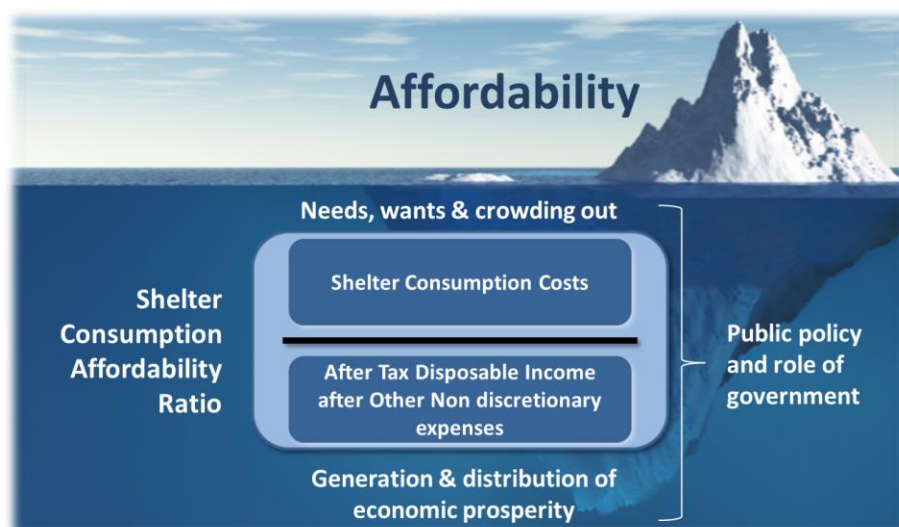 Affordability
Needs, wants & crowding out
Shelter Consumption Costs
Shelter
Consumption
Affordability
Ratio
After Tax Disposable Income
after Other Non discretionary
expenses
Public policy
and role of
government
Generation & distribution of
economic prosperity